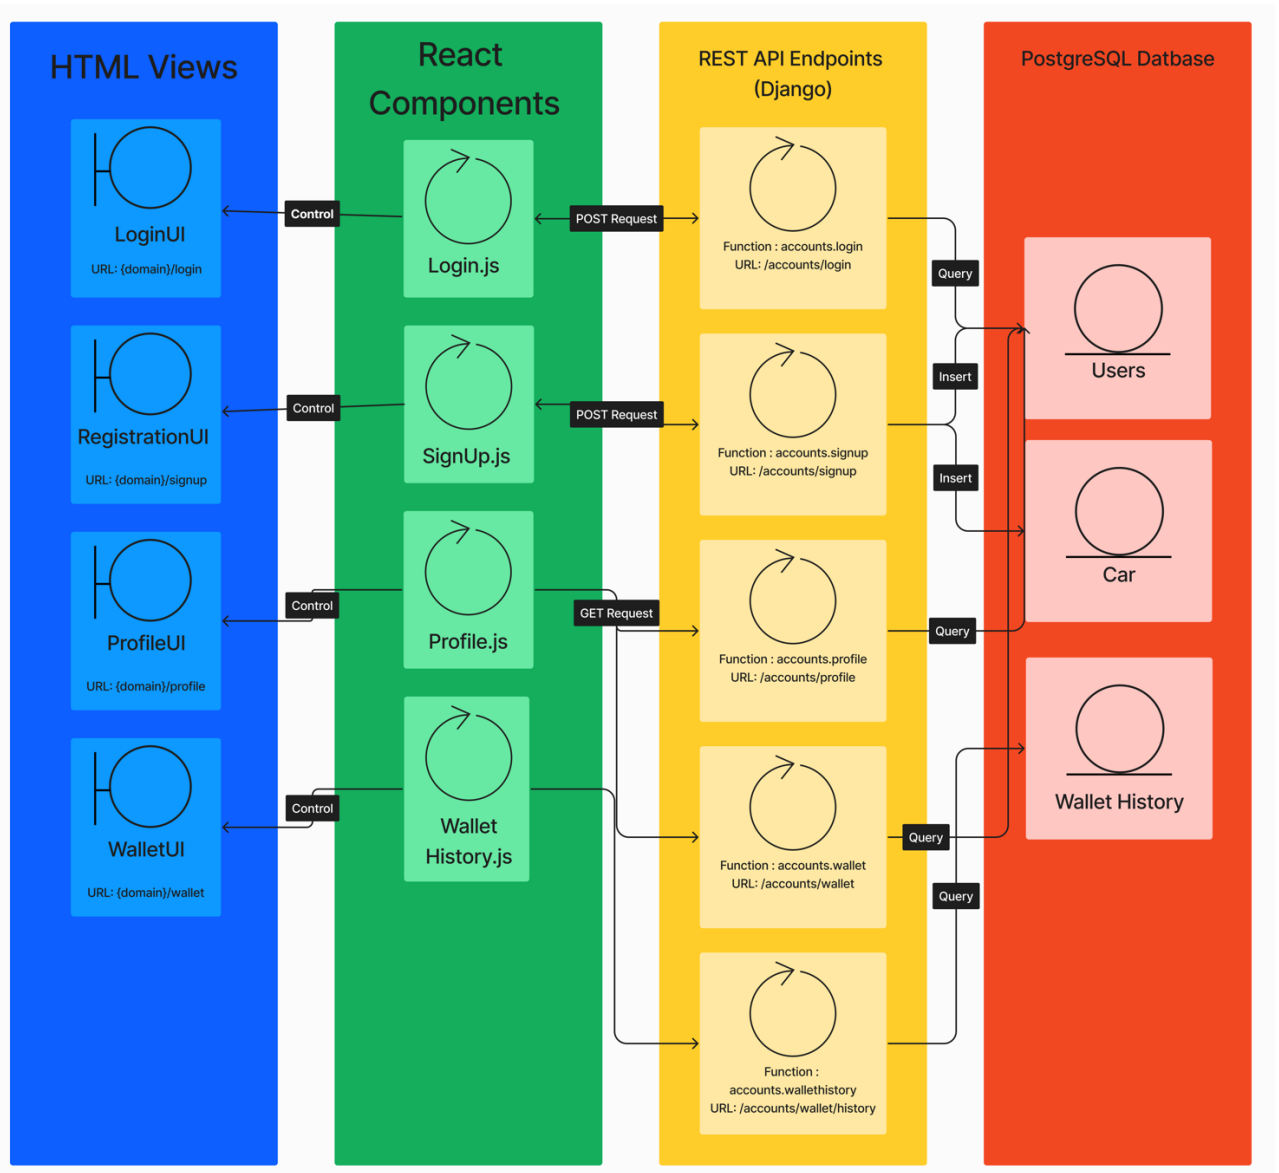 HTML Views
LoginUI
URL: {domain}/login
RegistrationUI
URL: {domain}/signup
ProfileUI
URL: {domain}/profile
WalletUI
URL: {domain}/wallet
Control
Control
Control
Control
React
Components
Login.js
SignUp.js
Profile.js
Wallet
History.js
POST Request
POST Request
GET Request
REST API Endpoints
(Django)
Function : accounts.login
URL: /accounts/login
Function : accounts.signup
URL: /accounts/signup
Function : accounts.profile
URL: /accounts/profile
Function : accounts.wallet
URL: /accounts/wallet
Function :
accounts.wallethistory
URL: /accounts/wallet/history
Query
Insert
Insert
Query
Query
Query
PostgreSQL Datbase
Users
Car
Wallet History